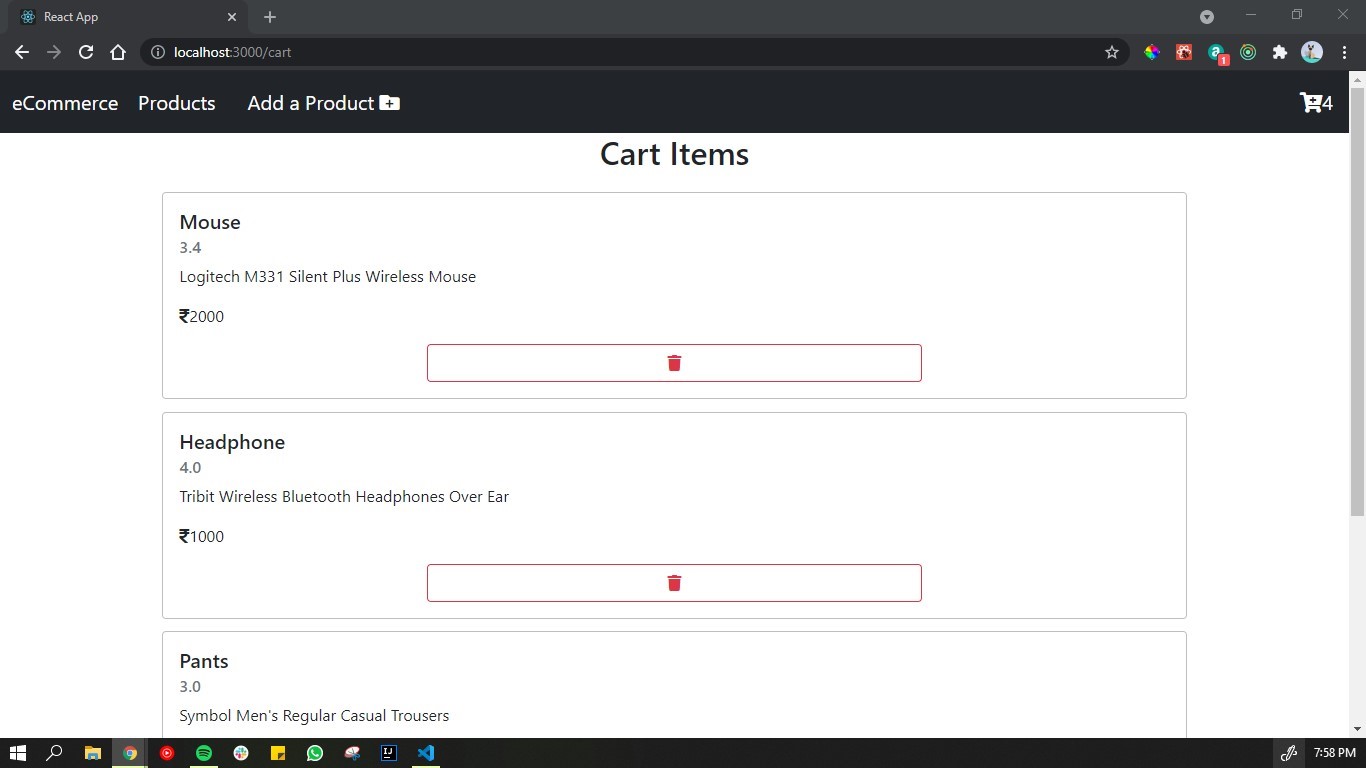 React App
localhost:3000/cart
1
eCommerce Products Add a Product 4
Cart Items
Mouse
3.4
Logitech M331 Silent Plus Wireless Mouse
₹2000
Headphone
4.0
Tribit Wireless Bluetooth Headphones Over Ear
₹1000
Pants
3.0
Symbol Men's Regular Casual Trousers
IJ
7:58 PM